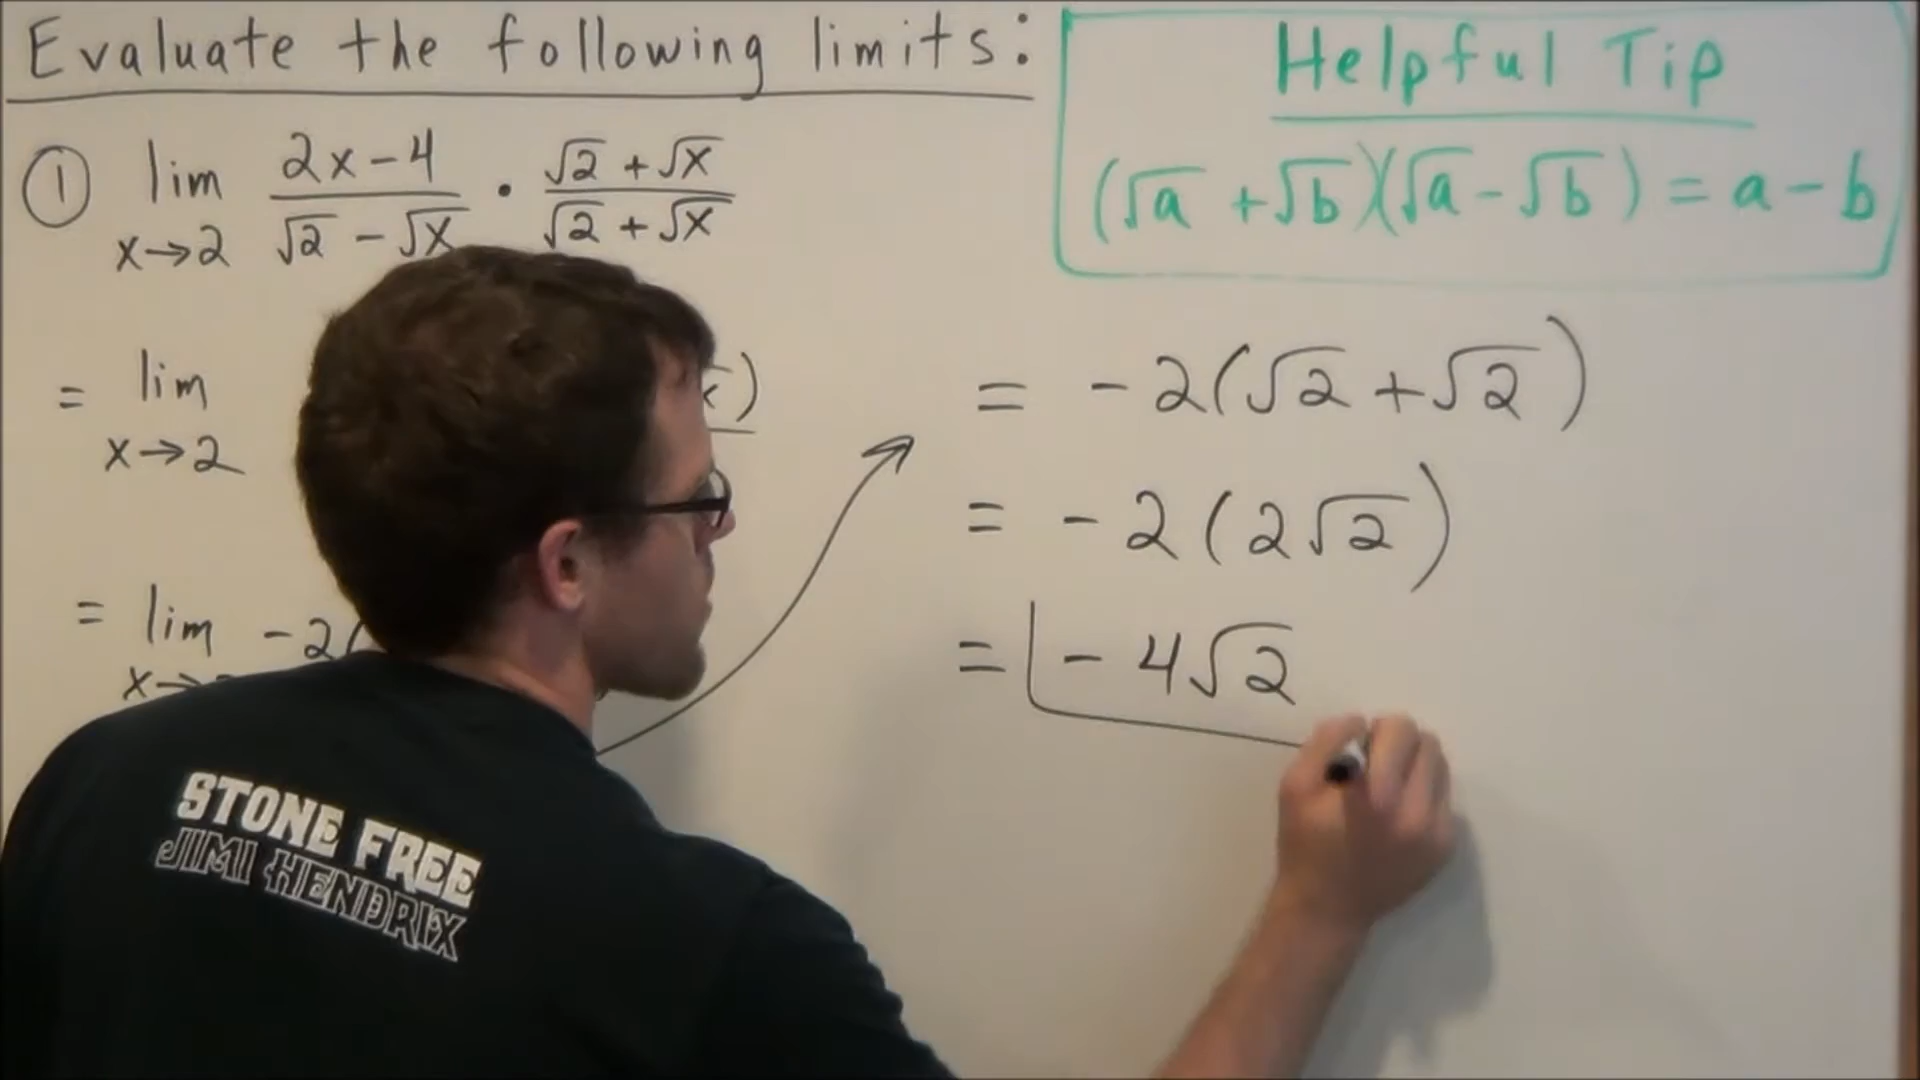 Evaluate the following limits:
① lim x→2 (2x-4)/(√2 - √x) · (√2 + √x)/(√2 + √x)
= lim x→2
= lim -2(
x→
Helpful Tip
(√a + √b)(√a - √b) = a - b
= -2(√2 + √2)
= -2(2√2)
= -4√2
STONE FREE
JIMI HENDRIX